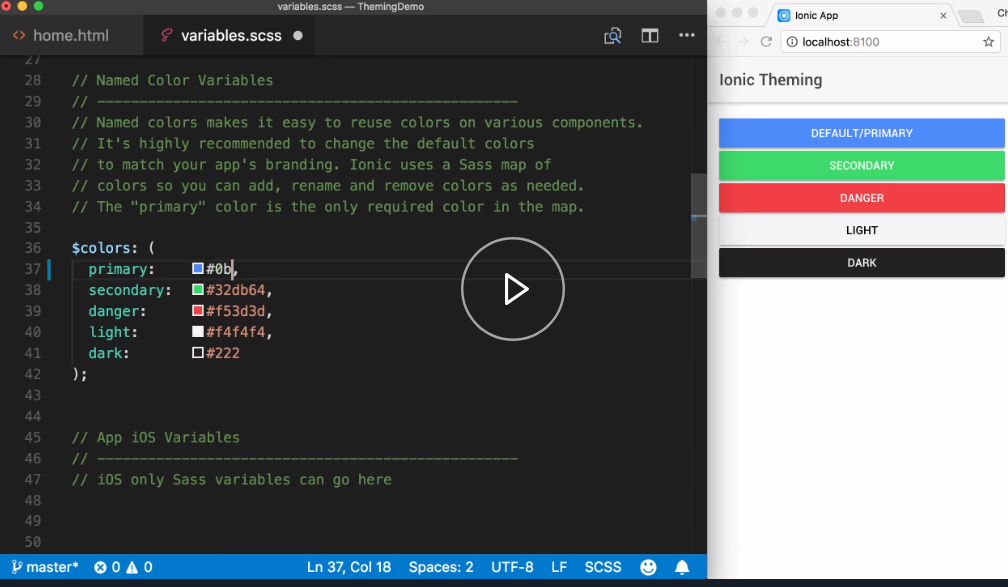 variables.scss — ThemingDemo
<> home.html
variables.scss
27
28 // Named Color Variables
29 // --------------------------------------------------
30 // Named colors makes it easy to reuse colors on various components.
31 // It's highly recommended to change the default colors
32 // to match your app's branding. Ionic uses a Sass map of
33 // colors so you can add, rename and remove colors as needed.
34 // The "primary" color is the only required color in the map.
35
36 $colors: (
37 primary: #0b,
38 secondary: #32db64,
39 danger: #f53d3d,
40 light: #f4f4f4,
41 dark: #222
42 );
43
44
45 // App iOS Variables
46 // --------------------------------------------------
47 // iOS only Sass variables can go here
48
49
50
master* 0 0 Ln 37, Col 18 Spaces: 2 UTF-8 LF SCSS
Ionic App
localhost:8100
Ionic Theming
DEFAULT/PRIMARY
SECONDARY
DANGER
LIGHT
DARK